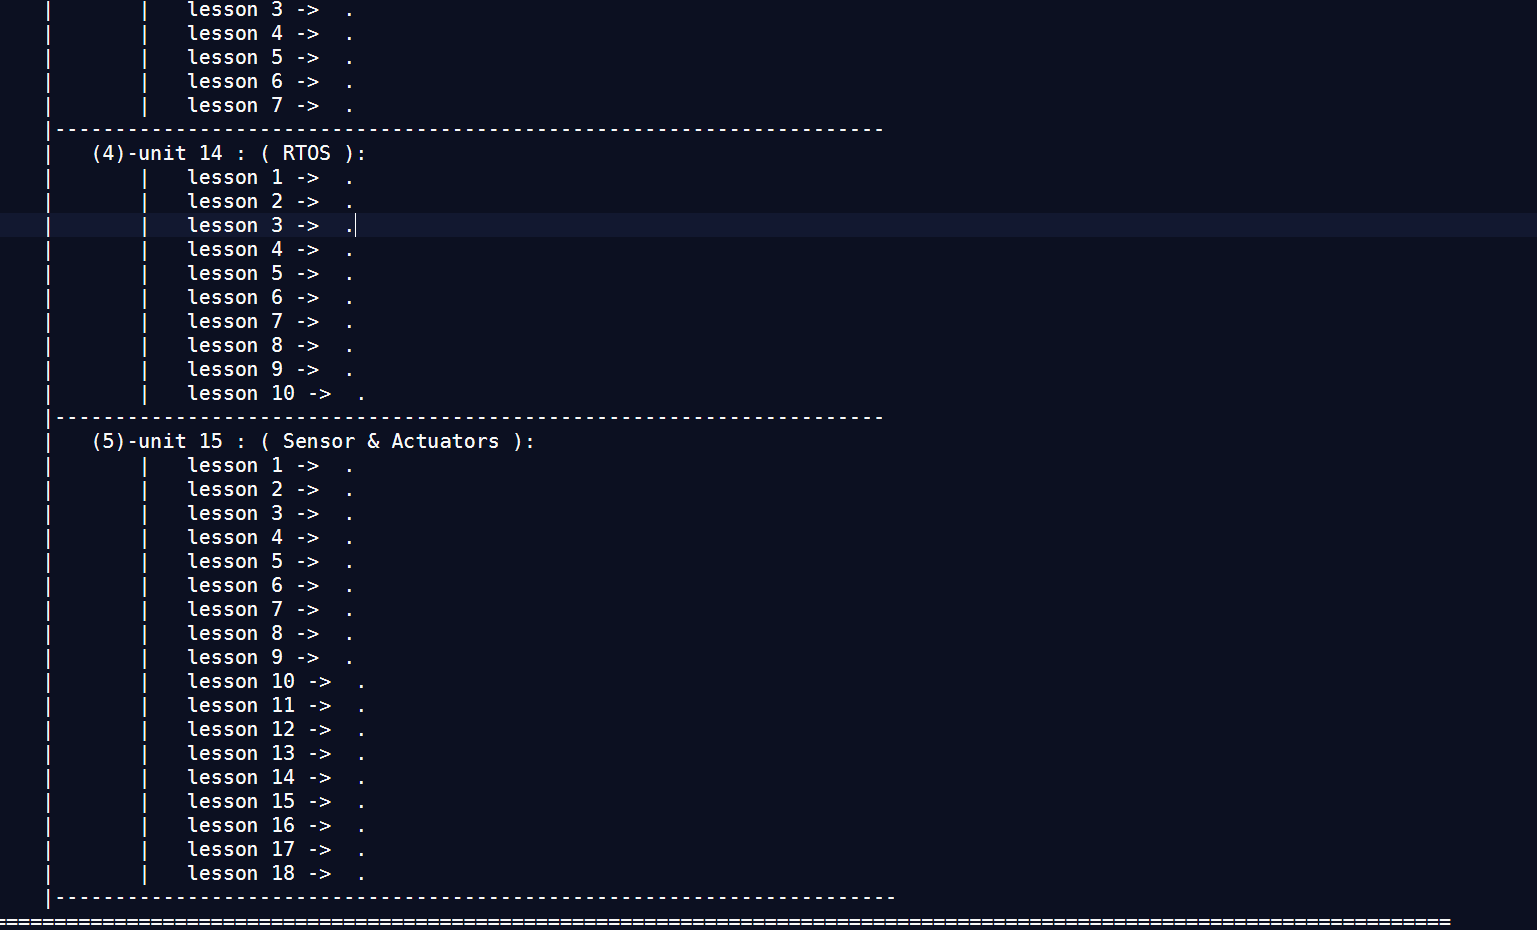 |       |   lesson 3 ->  .
|       |   lesson 4 ->  .
|       |   lesson 5 ->  .
|       |   lesson 6 ->  .
|       |   lesson 7 ->  .
|---------------------------------------------------------------------
|   (4)-unit 14 : ( RTOS ):
|       |   lesson 1 ->  .
|       |   lesson 2 ->  .
|       |   lesson 3 ->  .
|       |   lesson 4 ->  .
|       |   lesson 5 ->  .
|       |   lesson 6 ->  .
|       |   lesson 7 ->  .
|       |   lesson 8 ->  .
|       |   lesson 9 ->  .
|       |   lesson 10 ->  .
|---------------------------------------------------------------------
|   (5)-unit 15 : ( Sensor & Actuators ):
|       |   lesson 1 ->  .
|       |   lesson 2 ->  .
|       |   lesson 3 ->  .
|       |   lesson 4 ->  .
|       |   lesson 5 ->  .
|       |   lesson 6 ->  .
|       |   lesson 7 ->  .
|       |   lesson 8 ->  .
|       |   lesson 9 ->  .
|       |   lesson 10 ->  .
|       |   lesson 11 ->  .
|       |   lesson 12 ->  .
|       |   lesson 13 ->  .
|       |   lesson 14 ->  .
|       |   lesson 15 ->  .
|       |   lesson 16 ->  .
|       |   lesson 17 ->  .
|       |   lesson 18 ->  .
|----------------------------------------------------------------------
=========================================================================================================================